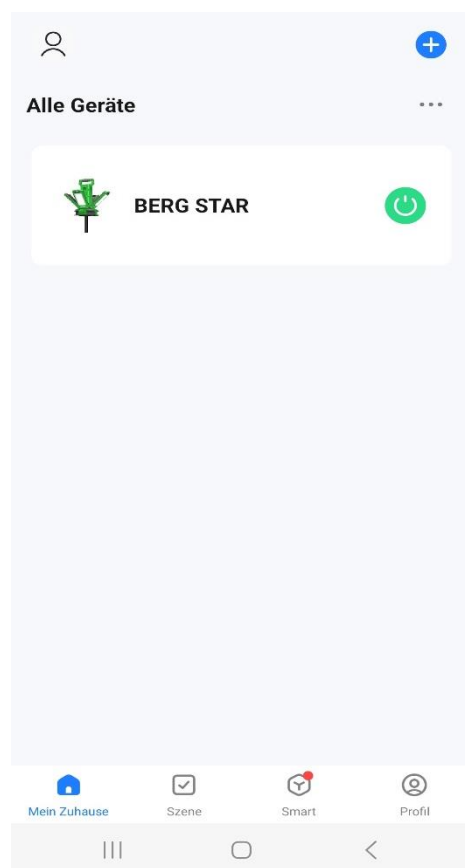 Alle Geräte
BERG STAR
Mein Zuhause
Szene
Smart
Profil